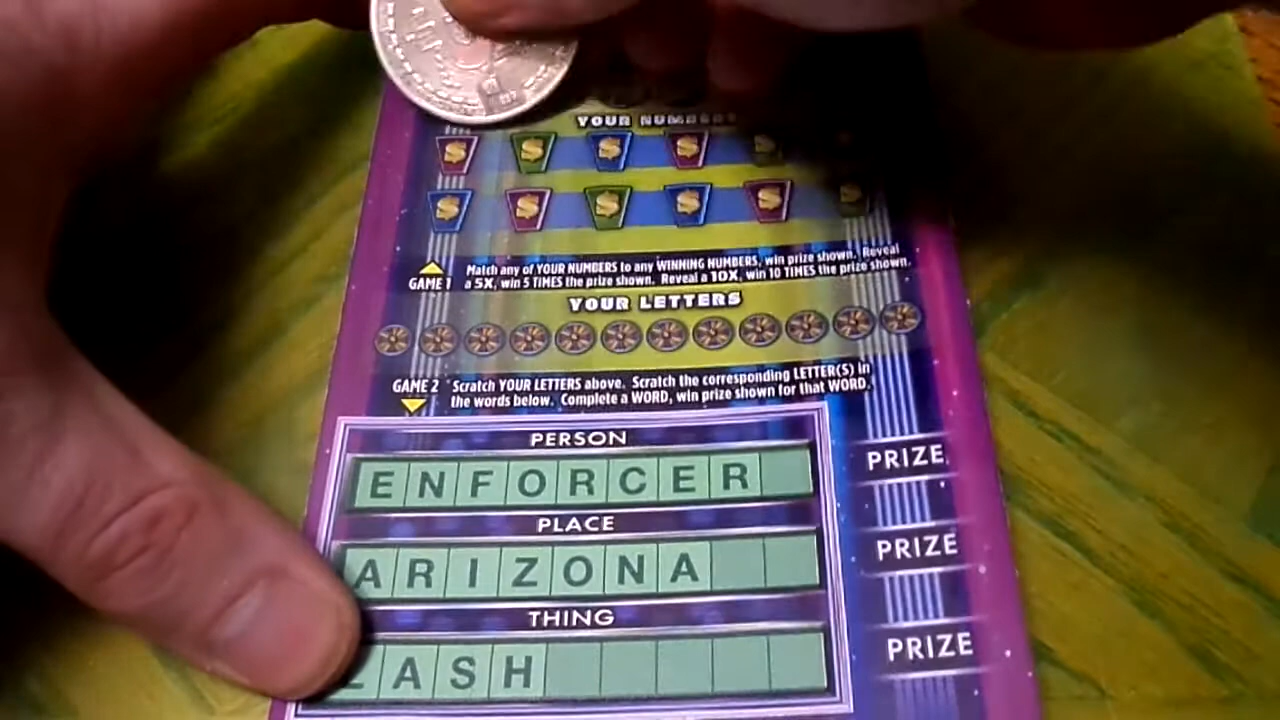 YOUR NUMBERS
GAME 1 Match any of YOUR NUMBERS to any WINNING NUMBERS, win prize shown. Reveal
a 5X, win 5 TIMES the prize shown. Reveal a 10X, win 10 TIMES the prize shown.
YOUR LETTERS
GAME 2 Scratch YOUR LETTERS above. Scratch the corresponding LETTER(S) in
the words below. Complete a WORD, win prize shown for that WORD.
PERSON
ENFORCER
PRIZE
PLACE
ARIZONA
PRIZE
THING
PRIZE